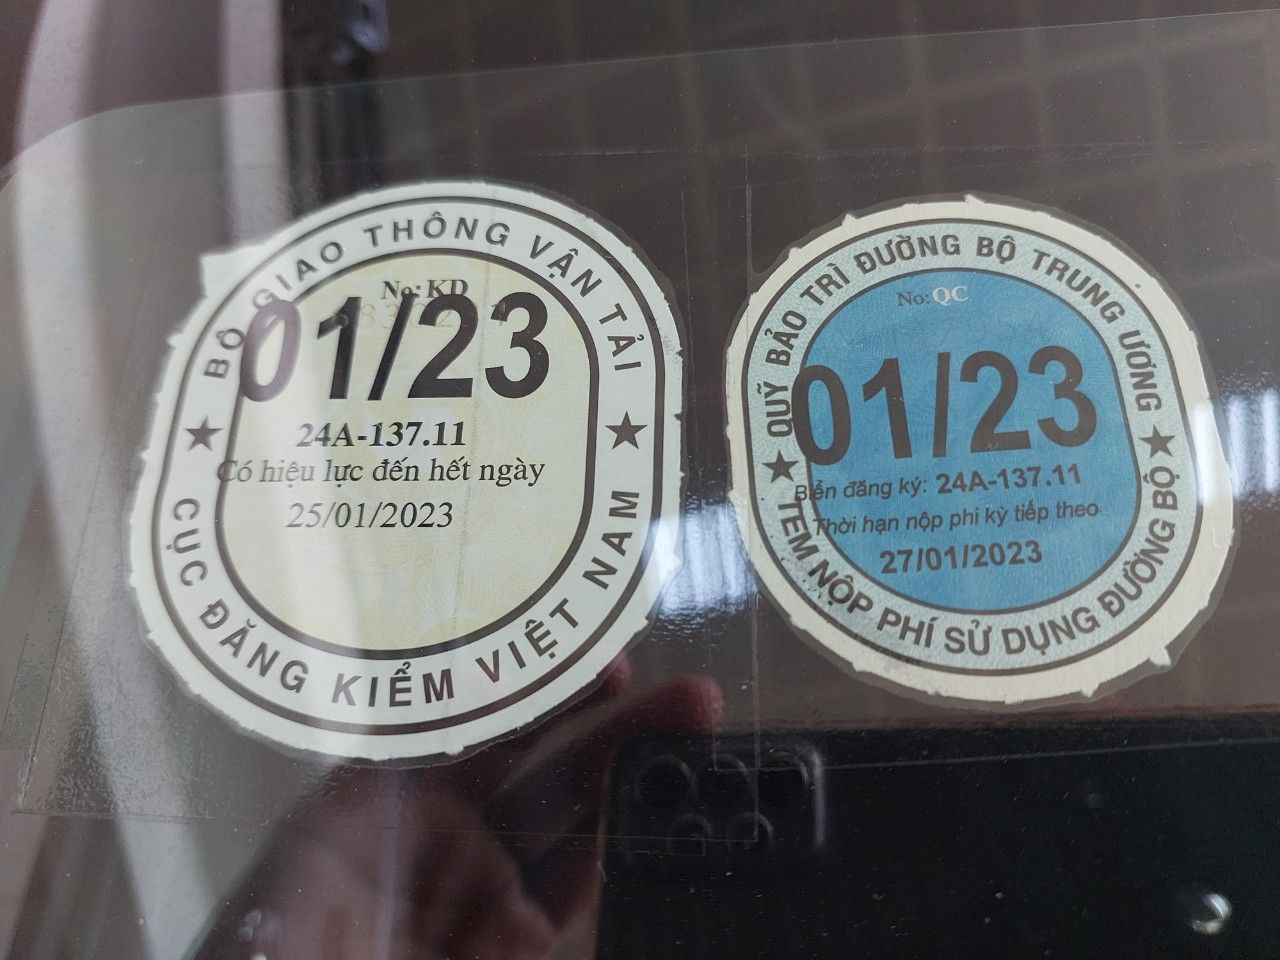 BỘ GIAO THÔNG VẬN TẢI
No: KD
01/23
24A-137.11
Có hiệu lực đến hết ngày
25/01/2023
CỤC ĐĂNG KIỂM VIỆT NAM
QUỸ BẢO TRÌ ĐƯỜNG BỘ TRUNG ƯƠNG
No: QC
01/23
Biển đăng ký: 24A-137.11
Thời hạn nộp phí kỳ tiếp theo
27/01/2023
TEM NỘP PHÍ SỬ DỤNG ĐƯỜNG BỘ